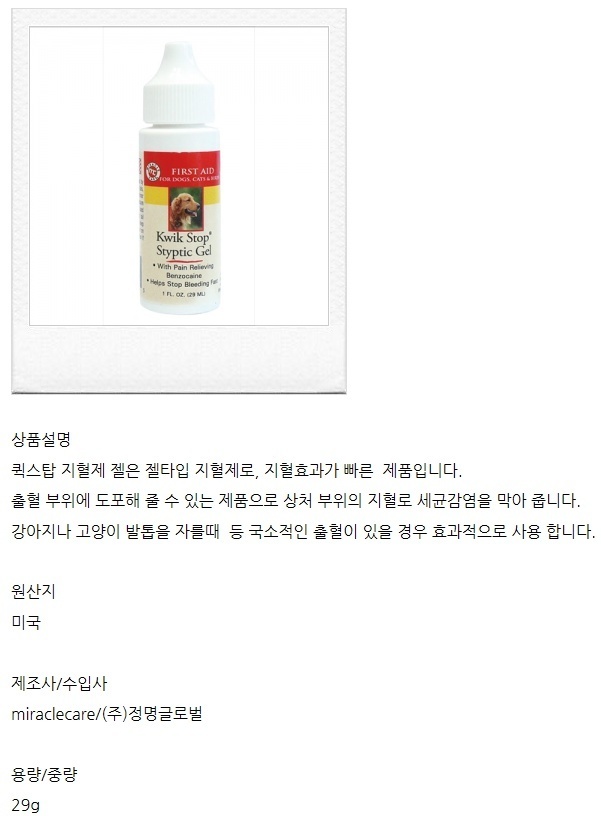 FIRST AID
FOR DOGS, CATS & BIRDS
Kwik Stop®
Styptic Gel
• With Pain Relieving
Benzocaine
• Helps Stop Bleeding Fast
1 FL. OZ. (29 ML)
상품설명
퀵스탑 지혈제 젤은 젤타입 지혈제로, 지혈효과가 빠른 제품입니다.
출혈 부위에 도포해 줄 수 있는 제품으로 상처 부위의 지혈로 세균감염을 막아 줍니다.
강아지나 고양이 발톱을 자를때 등 국소적인 출혈이 있을 경우 효과적으로 사용 합니다.
원산지
미국
제조사/수입사
miraclecare/(주)정명글로벌
용량/중량
29g